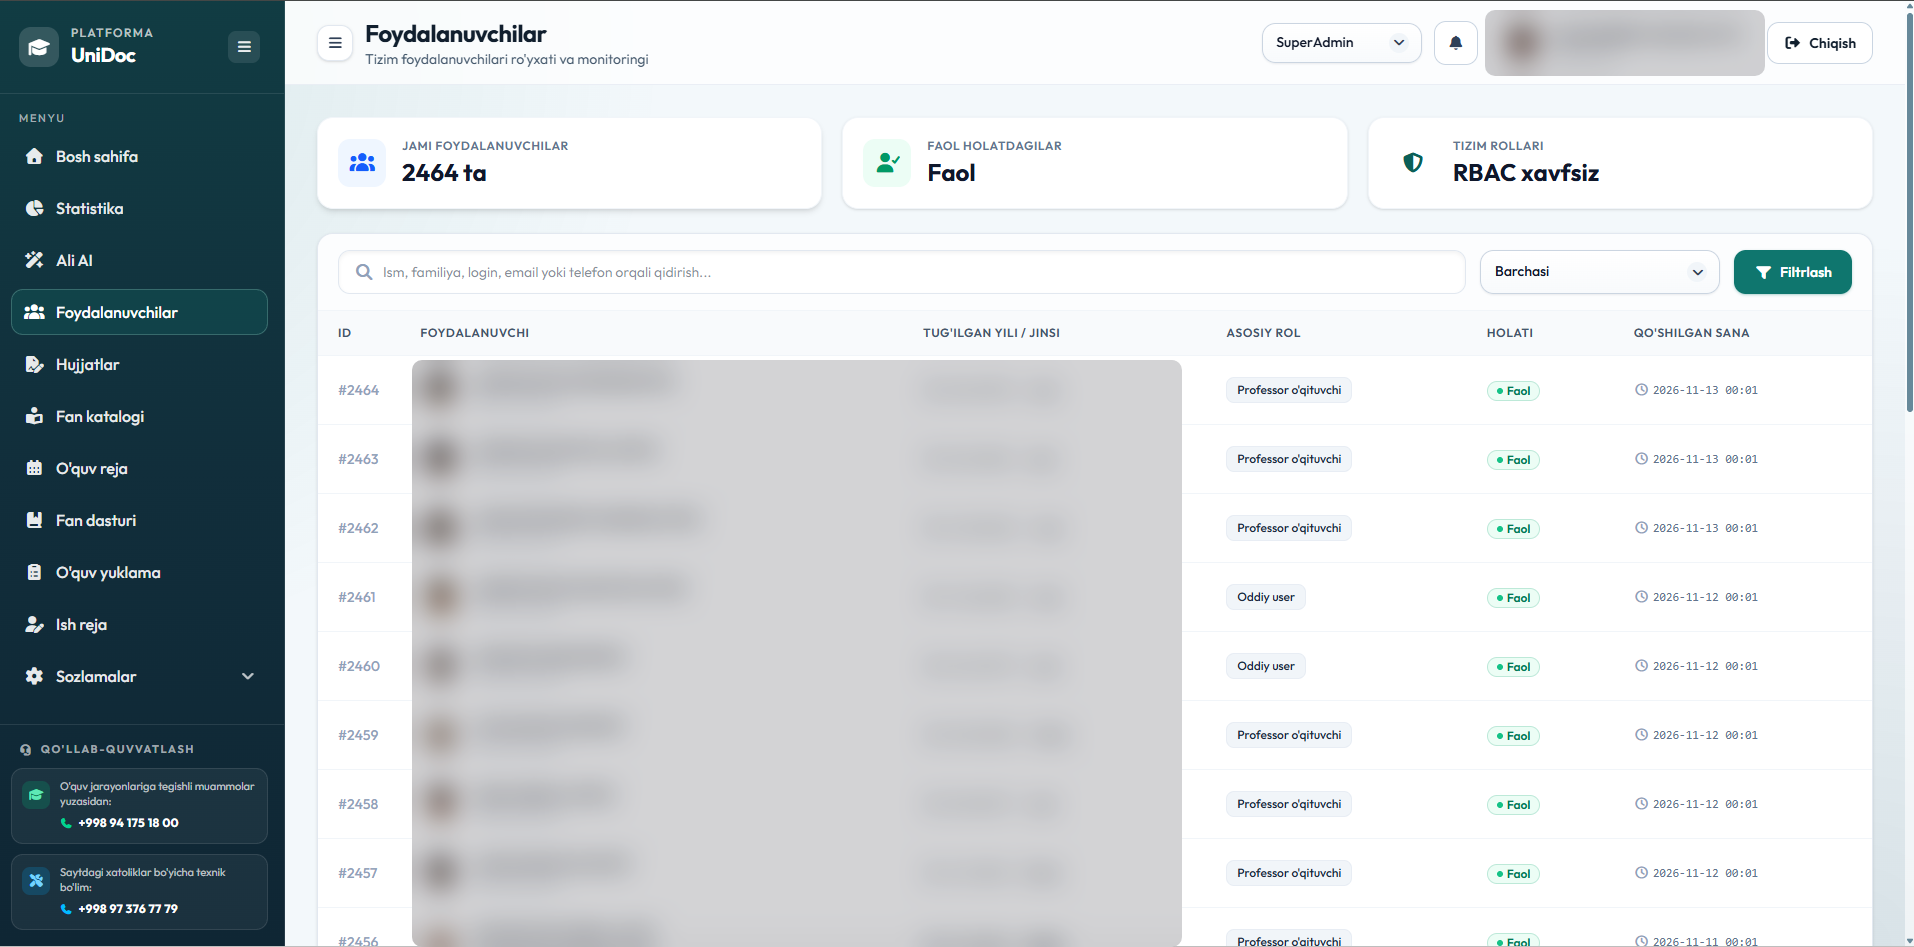 PLATFORMA
UniDoc
MENYU
Bosh sahifa
Statistika
Ali AI
Foydalanuvchilar
Hujjatlar
Fan katalogi
O'quv reja
Fan dasturi
O'quv yuklama
Ish reja
Sozlamalar
QO'LLAB-QUVVATLASH
O'quv jarayonlariga tegishli muammolar
yuzasidan:
+998 94 175 18 00
Saytdagi xatoliklar bo'yicha texnik
bo'lim:
+998 97 376 77 79
Foydalanuvchilar
Tizim foydalanuvchilari ro'yxati va monitoringi
SuperAdmin
Chiqish
JAMI FOYDALANUVCHILAR
2464 ta
FAOL HOLATDAGILAR
Faol
TIZIM ROLLARI
RBAC xavfsiz
Ism, familiya, login, email yoki telefon orqali qidirish...
Barchasi
Filtrlash
ID FOYDALANUVCHI TUG'ILGAN YILI / JINSI ASOSIY ROL HOLATI QO'SHILGAN SANA
#2464 Professor o'qituvchi Faol 2026-11-13 00:01
#2463 Professor o'qituvchi Faol 2026-11-13 00:01
#2462 Professor o'qituvchi Faol 2026-11-13 00:01
#2461 Oddiy user Faol 2026-11-12 00:01
#2460 Oddiy user Faol 2026-11-12 00:01
#2459 Professor o'qituvchi Faol 2026-11-12 00:01
#2458 Professor o'qituvchi Faol 2026-11-12 00:01
#2457 Professor o'qituvchi Faol 2026-11-12 00:01
#2456 Professor o'qituvchi Faol 2026-11-11 00:01